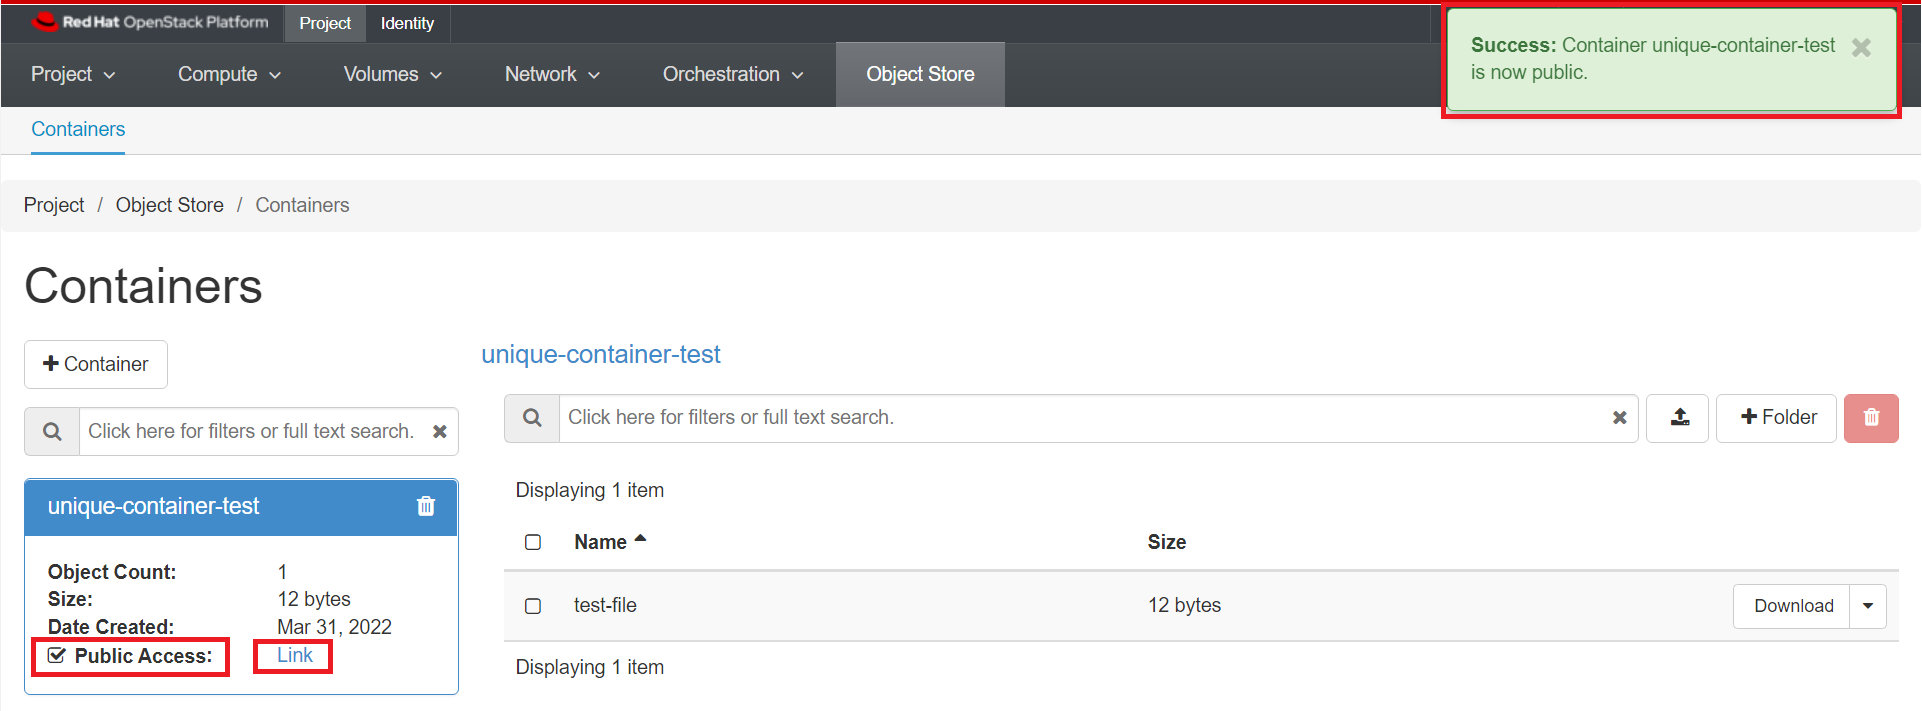 Red Hat OpenStack Platform Project Identity
Success: Container unique-container-test
is now public.
Project Compute Volumes Network Orchestration Object Store
Containers
Project / Object Store / Containers
Containers
Container
unique-container-test
Click here for filters or full text search.
Click here for filters or full text search.
Folder
unique-container-test
Object Count: 1
Size: 12 bytes
Date Created: Mar 31, 2022
Public Access: Link
Displaying 1 item
Name Size
test-file 12 bytes Download
Displaying 1 item